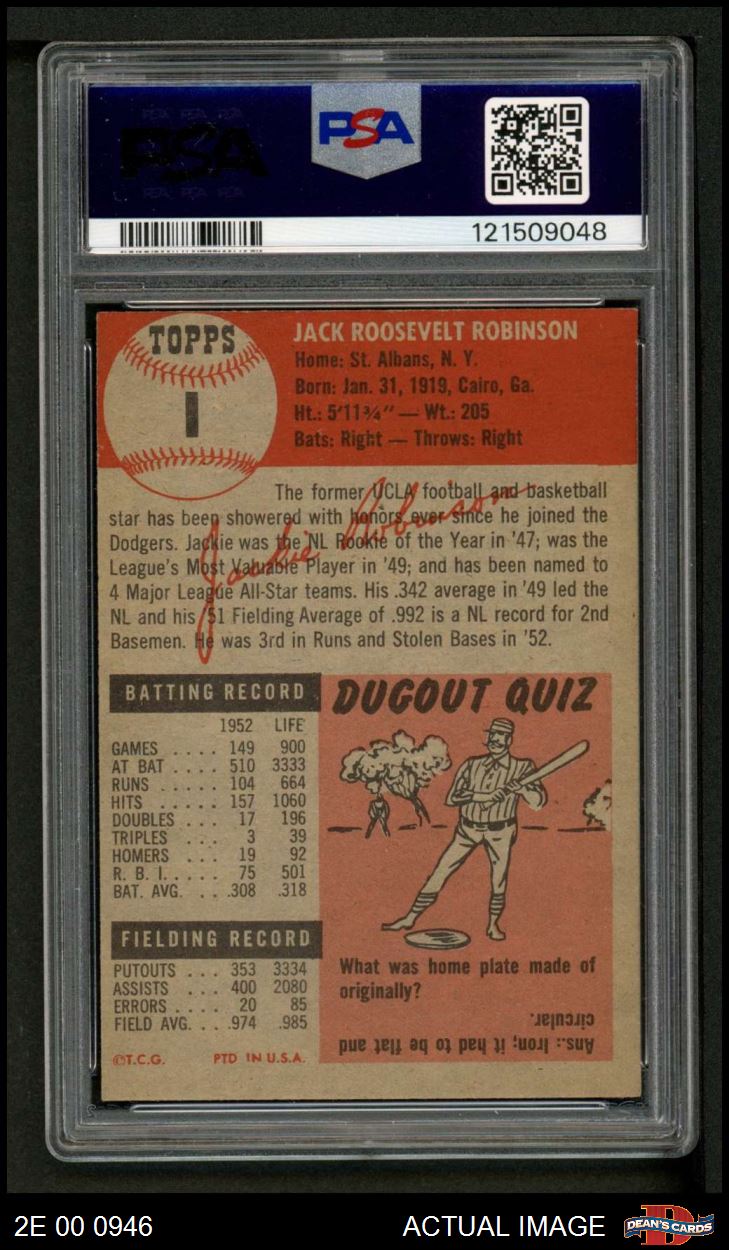 PSA PSA PSA
PSA
PSA PSA PSA
PSA
121509048
TOPPS
1
JACK ROOSEVELT ROBINSON
Home: St. Albans, N. Y.
Born: Jan. 31, 1919, Cairo, Ga.
Ht.: 5'11¾" — Wt.: 205
Bats: Right — Throws: Right
The former UCLA football and basketball
star has been showered with honors ever since he joined the
Dodgers. Jackie was the NL Rookie of the Year in '47; was the
League's Most Valuable Player in '49; and has been named to
4 Major League All-Star teams. His .342 average in '49 led the
NL and his '51 Fielding Average of .992 is a NL record for 2nd
Basemen. He was 3rd in Runs and Stolen Bases in '52.
Jackie Robinson
BATTING RECORD
1952 LIFE
GAMES .... 149 900
AT BAT .... 510 3333
RUNS ..... 104 664
HITS ..... 157 1060
DOUBLES .... 17 196
TRIPLES ... 3 39
HOMERS ... 19 92
R. B. I. ..... 75 501
BAT. AVG. ... .308 .318
FIELDING RECORD
PUTOUTS ... 353 3334
ASSISTS ... 400 2080
ERRORS .... 20 85
FIELD AVG. ... .974 .985
©T.C.G. PTD IN U.S.A.
DUGOUT QUIZ
What was home plate made of
originally?
Ans.: Iron; it had to be flat and
circular.
2E 00 0946
ACTUAL IMAGE
D
DEAN'S CARDS